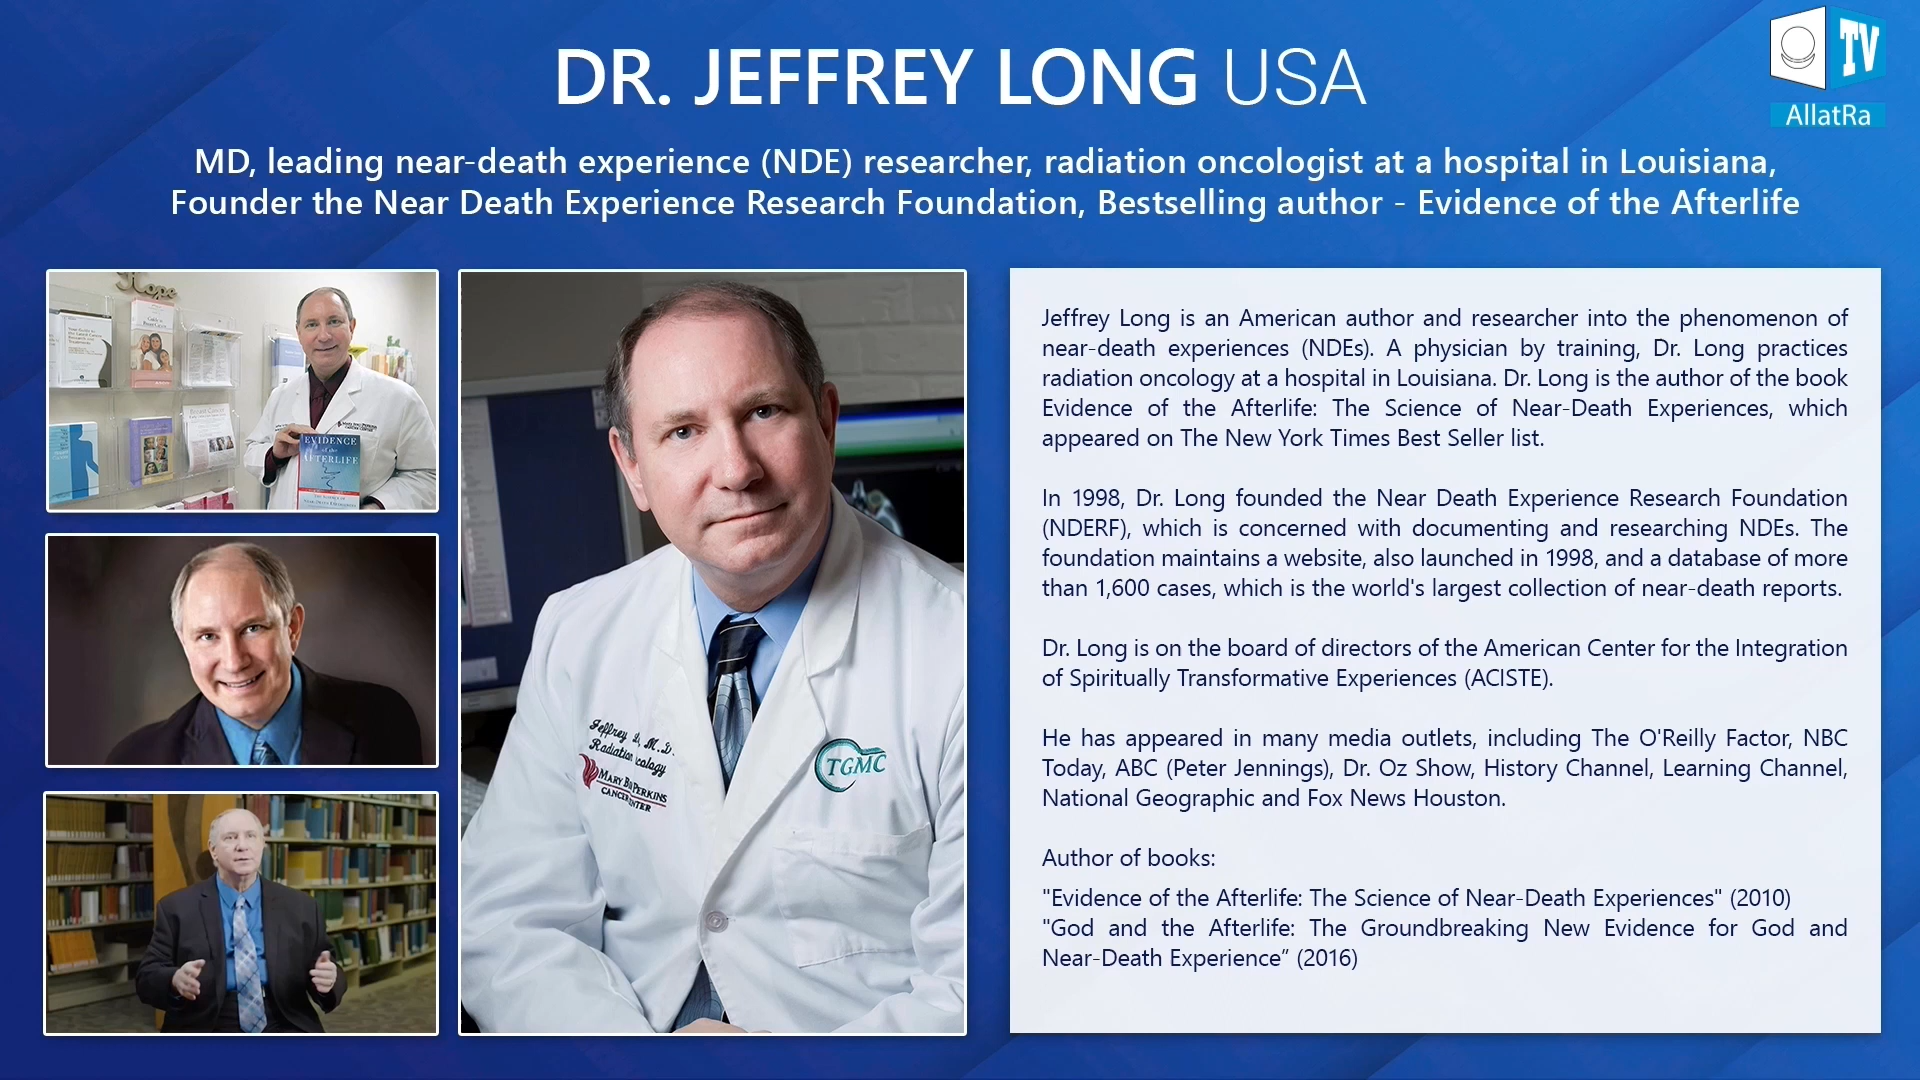 DR. JEFFREY LONG USA
TV
AllatRa
MD, leading near-death experience (NDE) researcher, radiation oncologist at a hospital in Louisiana,
Founder the Near Death Experience Research Foundation, Bestselling author - Evidence of the Afterlife
Hope
EVIDENCE
of the
AFTERLIFE
Jeffrey M.D.
Radiation
MARY PERKINS
CANCER CENTER
TGMC
Jeffrey Long is an American author and researcher into the phenomenon of
near-death experiences (NDEs). A physician by training, Dr. Long practices
radiation oncology at a hospital in Louisiana. Dr. Long is the author of the book
Evidence of the Afterlife: The Science of Near-Death Experiences, which
appeared on The New York Times Best Seller list.
In 1998, Dr. Long founded the Near Death Experience Research Foundation
(NDERF), which is concerned with documenting and researching NDEs. The
foundation maintains a website, also launched in 1998, and a database of more
than 1,600 cases, which is the world's largest collection of near-death reports.
Dr. Long is on the board of directors of the American Center for the Integration
of Spiritually Transformative Experiences (ACISTE).
He has appeared in many media outlets, including The O'Reilly Factor, NBC
Today, ABC (Peter Jennings), Dr. Oz Show, History Channel, Learning Channel,
National Geographic and Fox News Houston.
Author of books:
"Evidence of the Afterlife: The Science of Near-Death Experiences" (2010)
"God and the Afterlife: The Groundbreaking New Evidence for God and
Near-Death Experience” (2016)